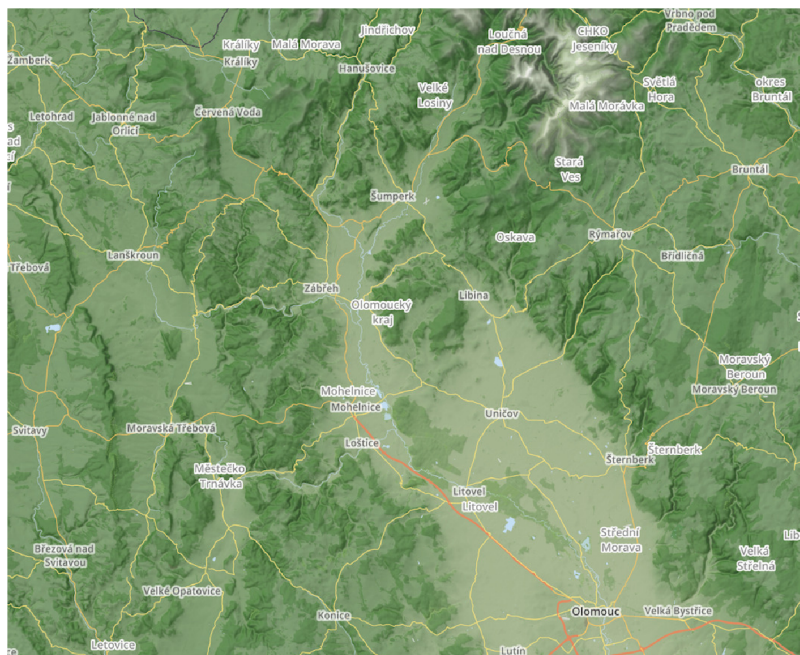 Vrbno pod
Pradědem
Jindřichov
CHKO
Jeseníky
Loučná
nad Desnou
Králíky
Malá Morava
Králíky
Žamberk
Hanušovice
Světlá
Hora
okres
Bruntál
Velké
Losiny
Malá Morávka
Letohrad
Jablonné nad
Orlicí
Červená Voda
Stará
Ves
Bruntál
Šumperk
Oskava
Rýmařov
Lanškroun
Břidličná
Třebová
Zábřeh
Libina
Olomoucký
kraj
Moravský
Beroun
Moravský Beroun
Mohelnice
Mohelnice
Uničov
Svitavy
Moravská Třebová
Loštice
Šternberk
Šternberk
Městečko
Trnávka
Litovel
Litovel
Střední
Morava
Lib
Březová nad
Svitavou
Velká
Střelná
Velké Opatovice
Konice
Olomouc
Velká Bystřice
Letovice
Lutín